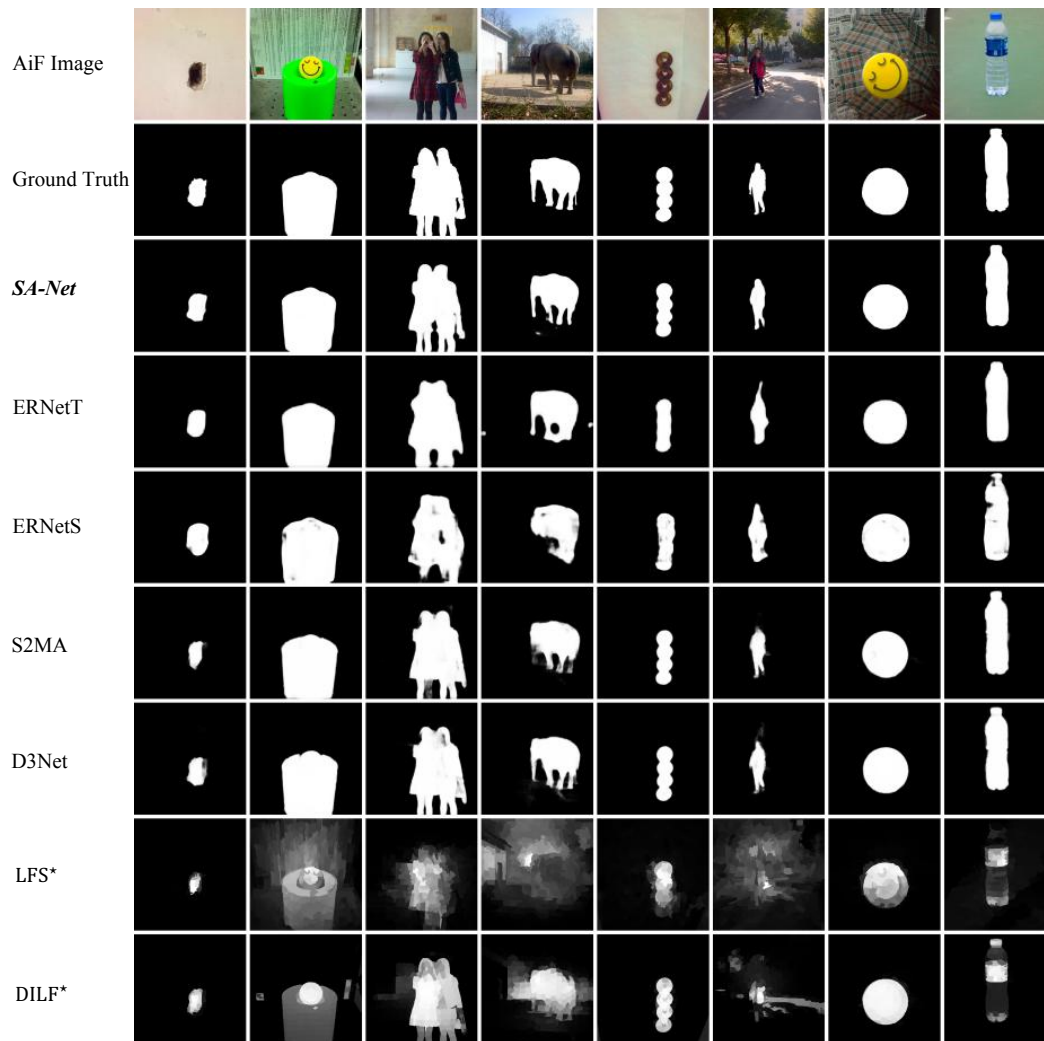 AiF Image
Ground Truth
SA-Net
ERNetT
ERNetS
S2MA
D3Net
LFS★
DILF★